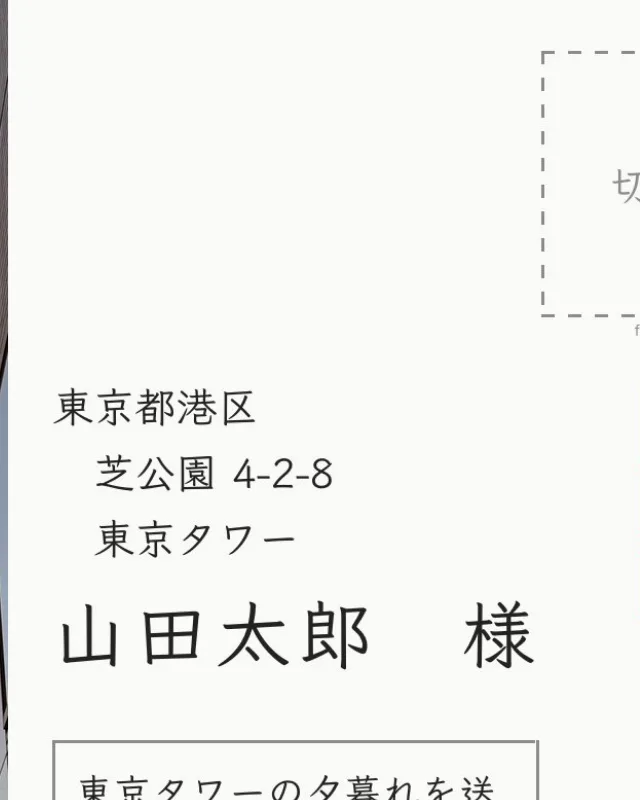 切
東京都港区
芝公園 4-2-8
東京タワー
山田太郎 様
東京タワーの夕暮れを送